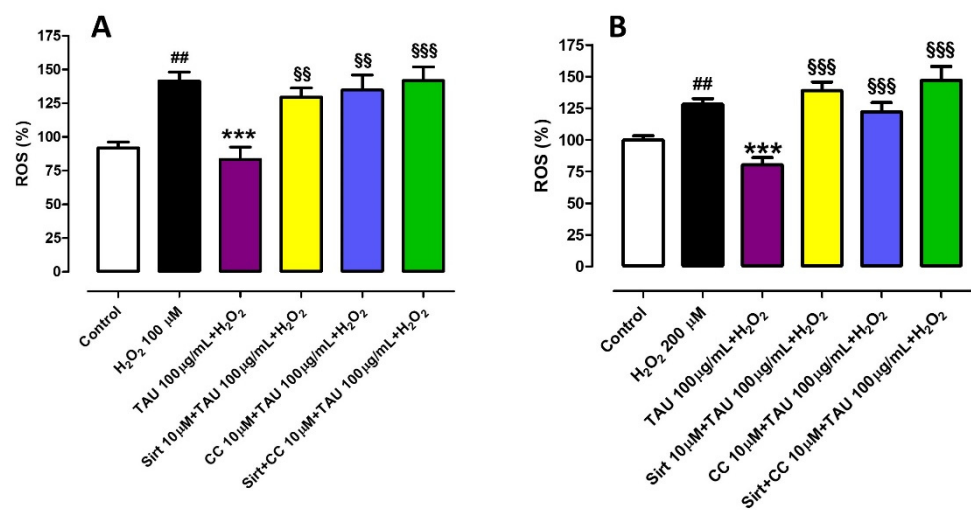 A
ROS (%)
175
150
125
100
75
50
25
0
##
***
§§
§§
§§§
Control
H₂O₂ 100 µM
TAU 100µg/mL+H₂O₂
Sirt 10µM+TAU 100µg/mL+H₂O₂
CC 10µM+TAU 100µg/mL+H₂O₂
Sirt+CC 10µM+TAU 100µg/mL+H₂O₂
B
ROS (%)
175
150
125
100
75
50
25
0
##
***
§§§
§§§
§§§
Control
H₂O₂ 200 µM
TAU 100µg/mL+H₂O₂
Sirt 10µM+TAU 100µg/mL+H₂O₂
CC 10µM+TAU 100µg/mL+H₂O₂
Sirt+CC 10µM+TAU 100µg/mL+H₂O₂